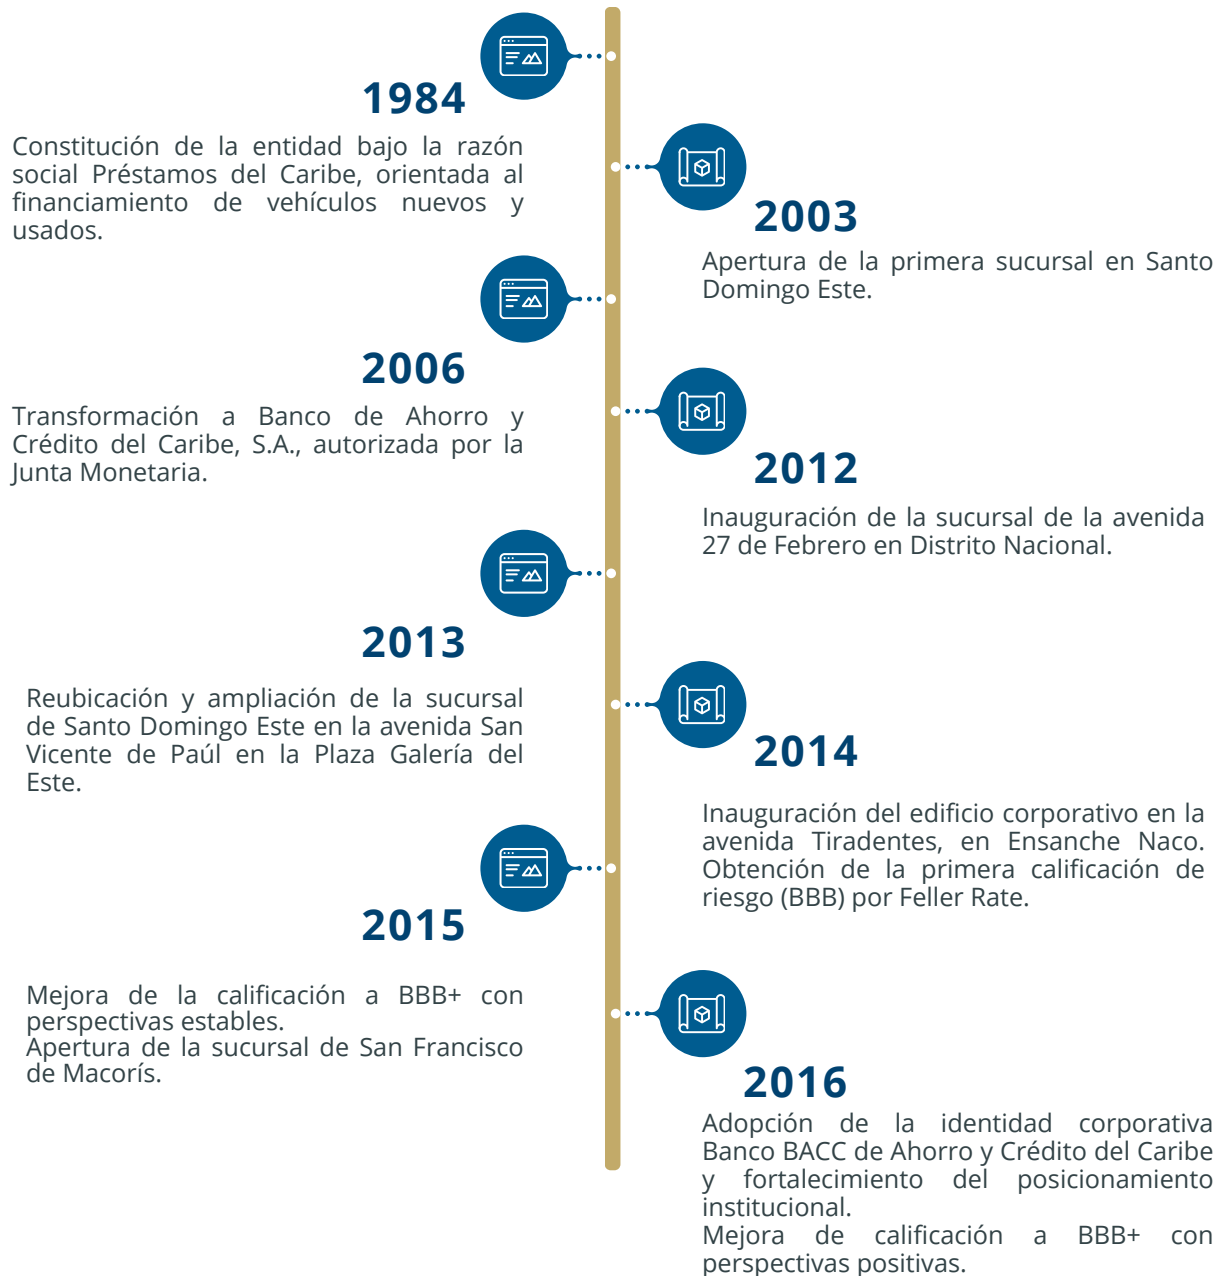 1984
Constitución de la entidad bajo la razón
social Préstamos del Caribe, orientada al
financiamiento de vehículos nuevos y
usados.
2003
Apertura de la primera sucursal en Santo
Domingo Este.
2006
Transformación a Banco de Ahorro y
Crédito del Caribe, S.A., autorizada por la
Junta Monetaria.
2012
Inauguración de la sucursal de la avenida
27 de Febrero en Distrito Nacional.
2013
Reubicación y ampliación de la sucursal
de Santo Domingo Este en la avenida San
Vicente de Paúl en la Plaza Galería del
Este.
2014
Inauguración del edificio corporativo en la
avenida Tiradentes, en Ensanche Naco.
Obtención de la primera calificación de
riesgo (BBB) por Feller Rate.
2015
Mejora de la calificación a BBB+ con
perspectivas estables.
Apertura de la sucursal de San Francisco
de Macorís.
2016
Adopción de la identidad corporativa
Banco BACC de Ahorro y Crédito del Caribe
y fortalecimiento del posicionamiento
institucional.
Mejora de calificación a BBB+ con
perspectivas positivas.